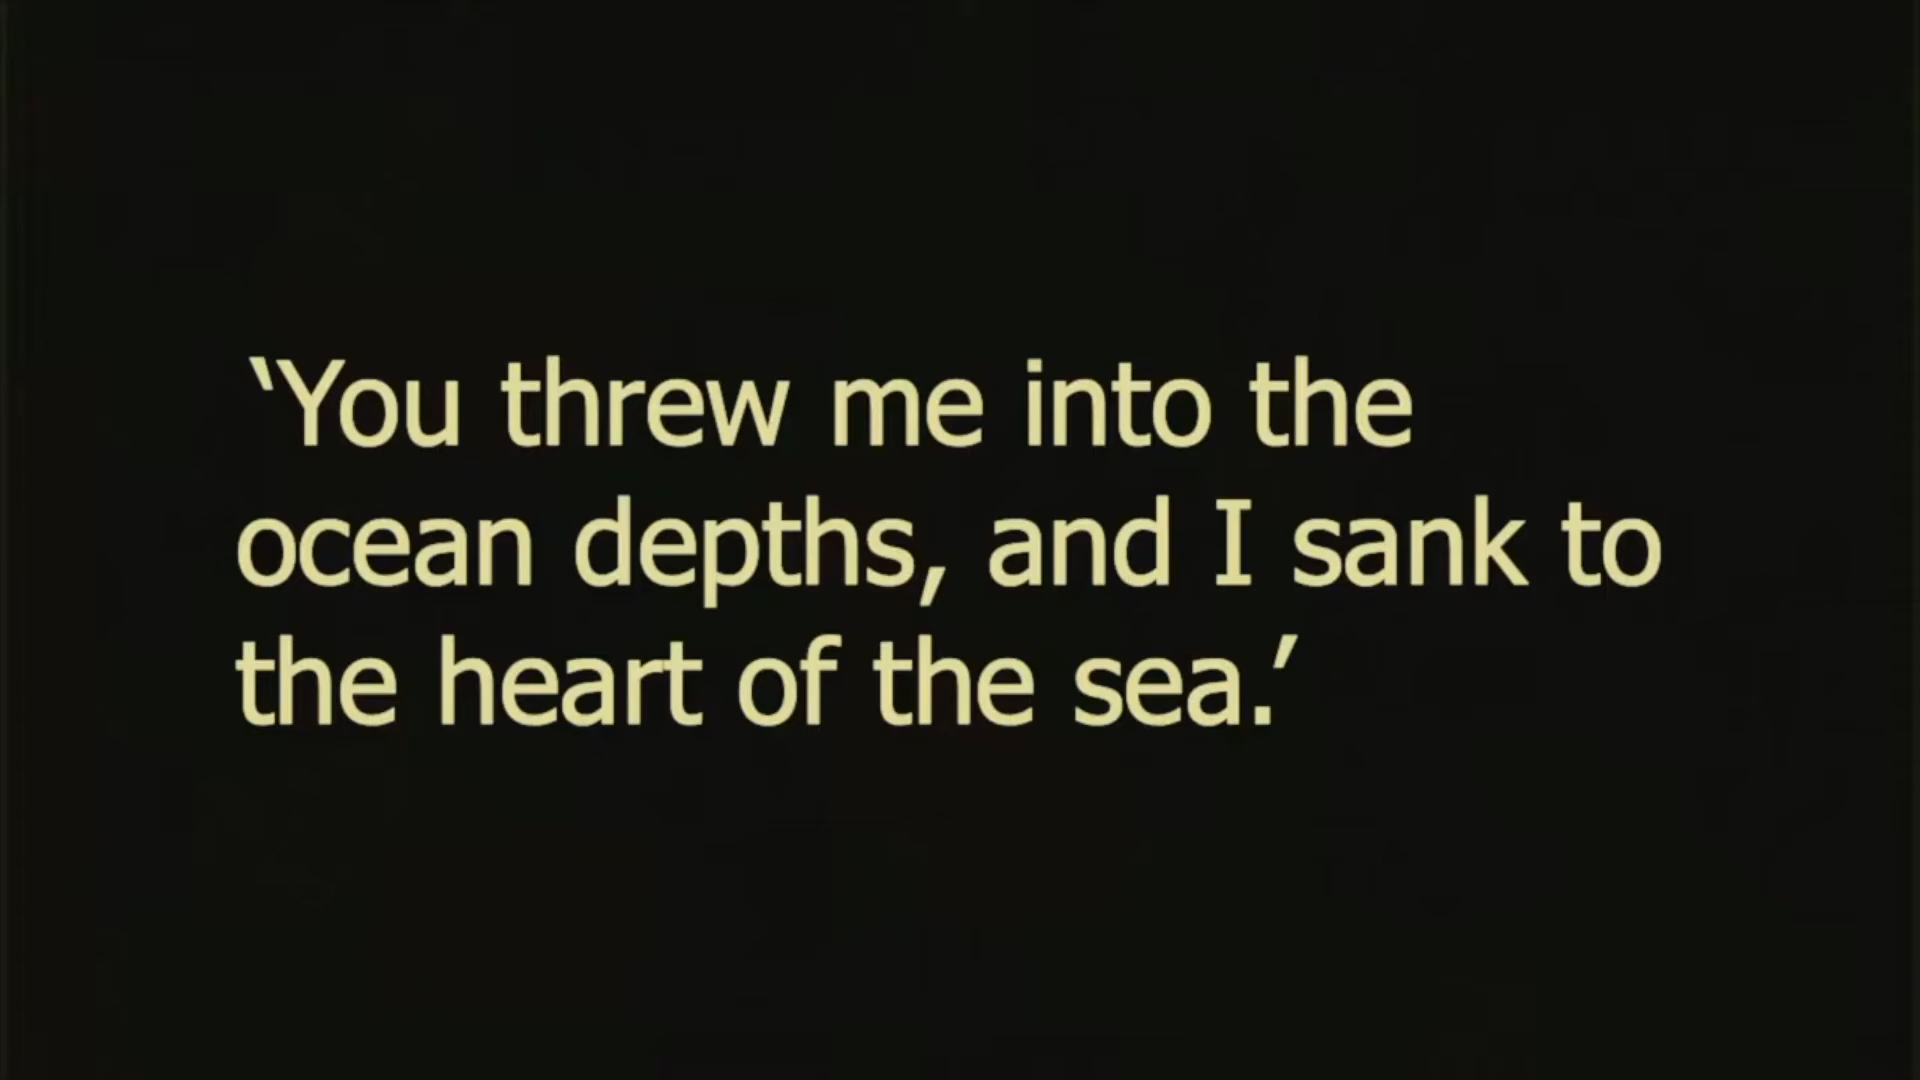 ‘You threw me into the
ocean depths, and I sank to
the heart of the sea.’